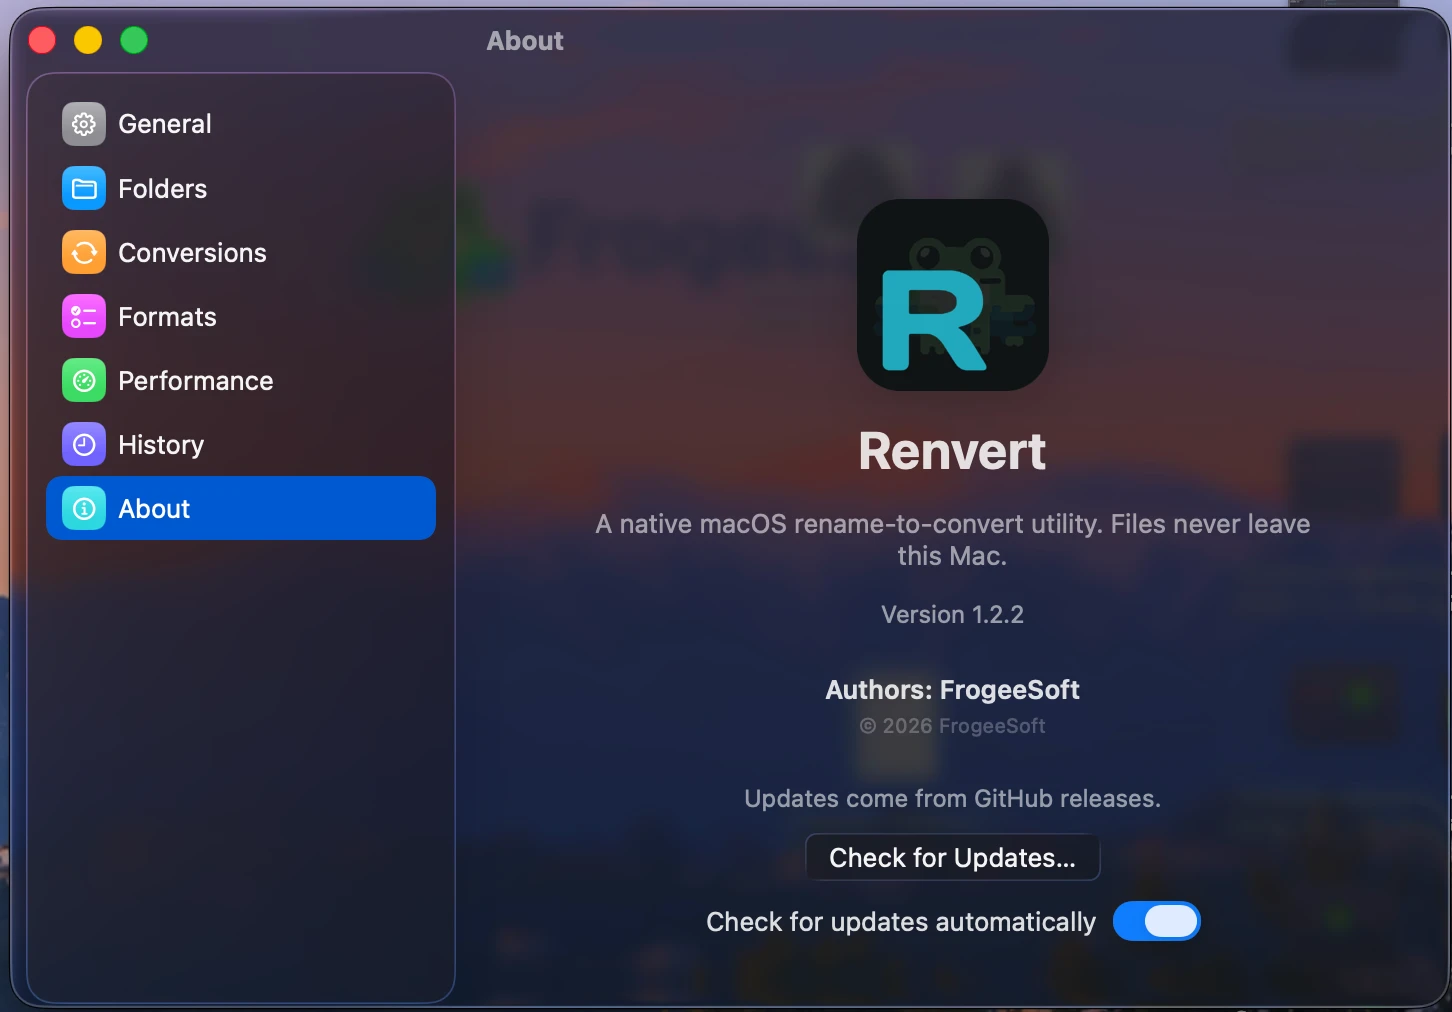 About
General
Folders
Conversions
Formats
Performance
History
About
R
Renvert
A native macOS rename-to-convert utility. Files never leave
this Mac.
Version 1.2.2
Authors: FrogeeSoft
© 2026 FrogeeSoft
Updates come from GitHub releases.
Check for Updates...
Check for updates automatically